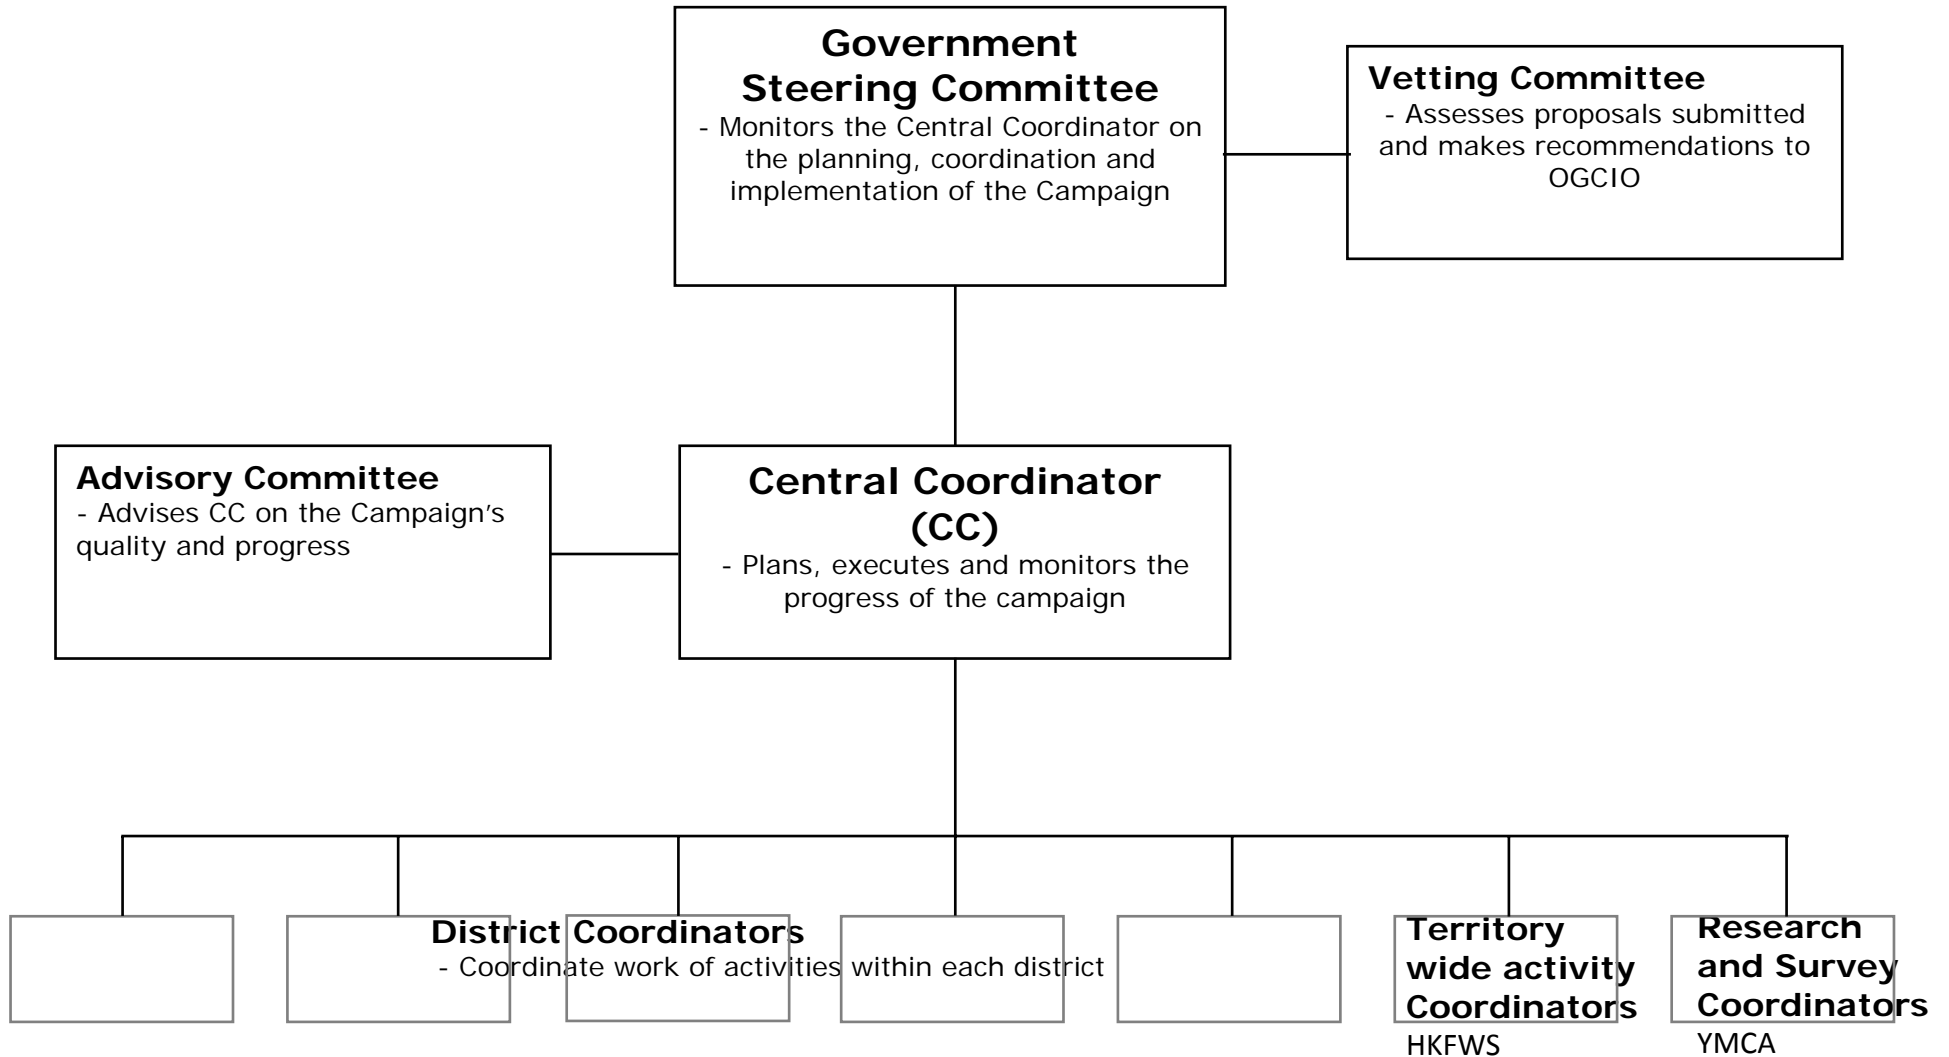 Government
Steering Committee
- Monitors the Central Coordinator on
the planning, coordination and
implementation of the Campaign
Vetting Committee
- Assesses proposals submitted
and makes recommendations to
OGCIO
Advisory Committee
- Advises CC on the Campaign’s
quality and progress
Central Coordinator
(CC)
- Plans, executes and monitors the
progress of the campaign
District Coordinators
- Coordinate work of activities within each district
Territory
wide activity
Coordinators
HKFWS
Research
and Survey
Coordinators
YMCA